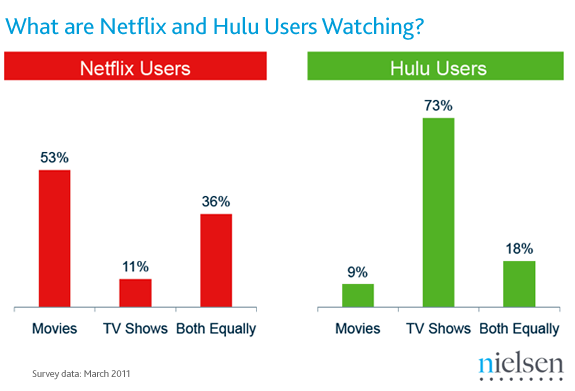 What are Netflix and Hulu Users Watching?
Netflix Users
Hulu Users
53%
11%
36%
Movies
TV Shows
Both Equally
9%
73%
18%
Movies
TV Shows
Both Equally
Survey data: March 2011
nielsen